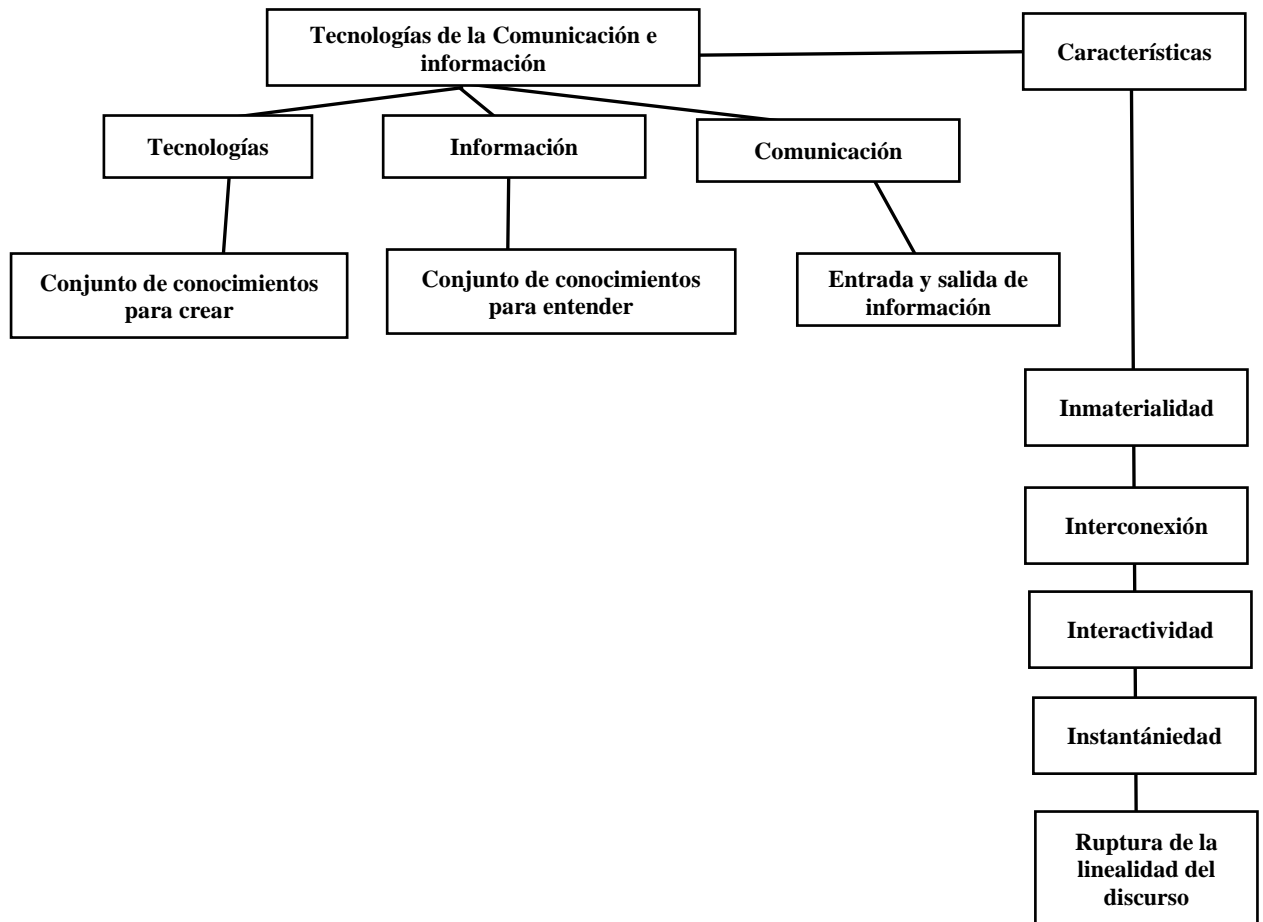 Tecnologías de la Comunicación e
información
Característícas
Tecnologías
Información
Comunicación
Conjunto de conocimientos
para crear
Conjunto de conocimientos
para entender
Entrada y salida de
información
Inmaterialidad
Interconexión
Interactividad
Instantániedad
Ruptura de la
linealidad del
discurso